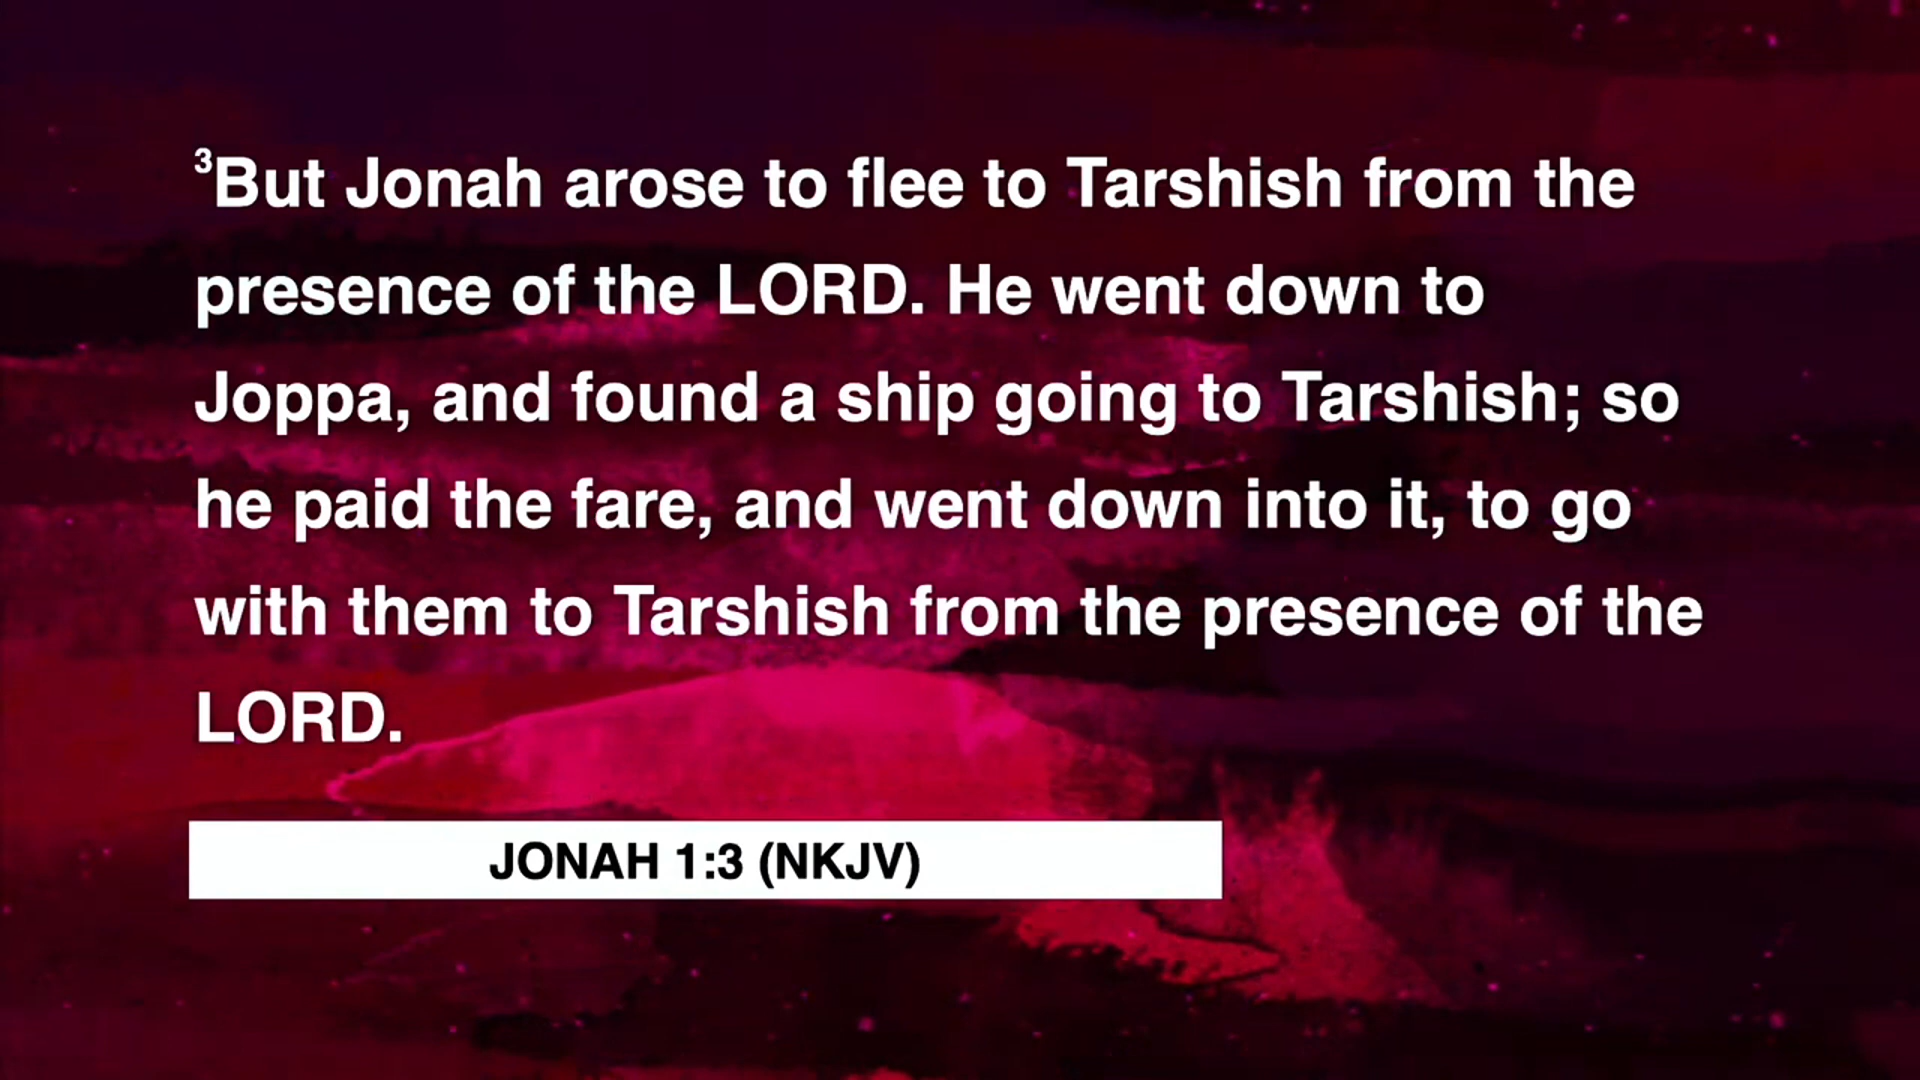 ³But Jonah arose to flee to Tarshish from the
presence of the LORD. He went down to
Joppa, and found a ship going to Tarshish; so
he paid the fare, and went down into it, to go
with them to Tarshish from the presence of the
LORD.
JONAH 1:3 (NKJV)